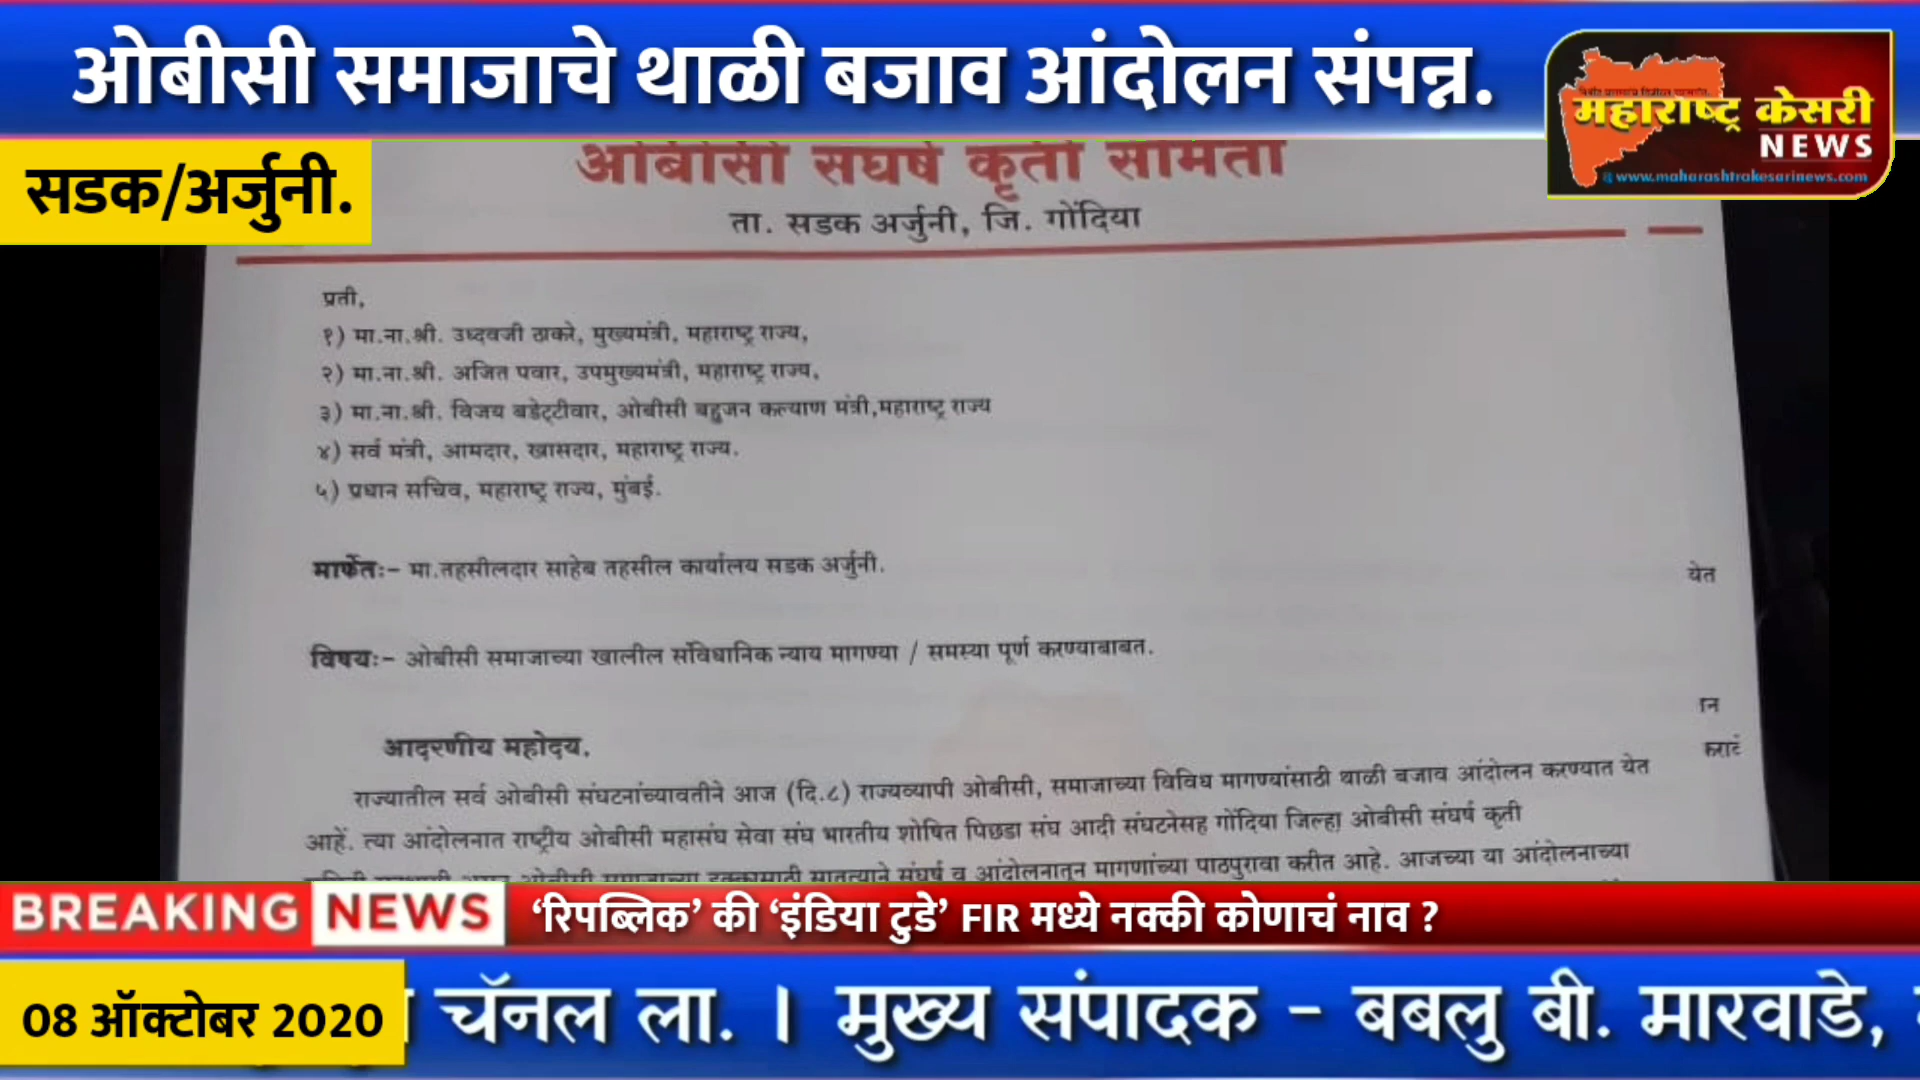 ओबीसी समाजाचे थाळी बजाव आंदोलन संपन्न.
महाराष्ट्र केसरी
NEWS
www.maharashtrakesarinews.com
सडक/अर्जुनी.
ओबीसी संघर्ष कृती समिती
ता. सडक अर्जुनी, जि. गोंदिया
प्रती,
१) मा.ना.श्री. उध्दवजी ठाकरे, मुख्यमंत्री, महाराष्ट्र राज्य,
२) मा.ना.श्री. अजित पवार, उपमुख्यमंत्री, महाराष्ट्र राज्य,
३) मा.ना.श्री. विजय वडेट्टीवार, ओबीसी बहुजन कल्याण मंत्री,महाराष्ट्र राज्य
४) सर्व मंत्री, आमदार, खासदार, महाराष्ट्र राज्य.
५) प्रधान सचिव, महाराष्ट्र राज्य, मुंबई.
मार्फतः- मा.तहसीलदार साहेब तहसील कार्यालय सडक अर्जुनी.
येत
विषयः- ओबीसी समाजाच्या खालील संविधानिक न्याय मागण्या / समस्या पूर्ण करण्याबाबत.
आदरणीय महोदय.
राज्यातील सर्व ओबीसी संघटनांच्यावतीने आज (दि.८) राज्यव्यापी ओबीसी, समाजाच्या विविध मागण्यांसाठी थाळी बजाव आंदोलन करण्यात येत
आहें. त्या आंदोलनात राष्ट्रीय ओबीसी महासंघ सेवा संघ भारतीय शोषित पिछडा संघ आदी संघटनेसह गोंदिया जिल्हा ओबीसी संघर्ष कृती
ओबीसी समाजाच्या हक्कासाठी सातत्याने संघर्ष व आंदोलनातून मागणांच्या पाठपुरावा करीत आहे. आजच्या या आंदोलनाच्या
BREAKING NEWS ‘रिपब्लिक’ की ‘इंडिया टुडे’ FIR मध्ये नक्की कोणाचं नाव ?
08 ऑक्टोबर 2020
चॅनल ला. । मुख्य संपादक - बबलु बी. मारवाडे,